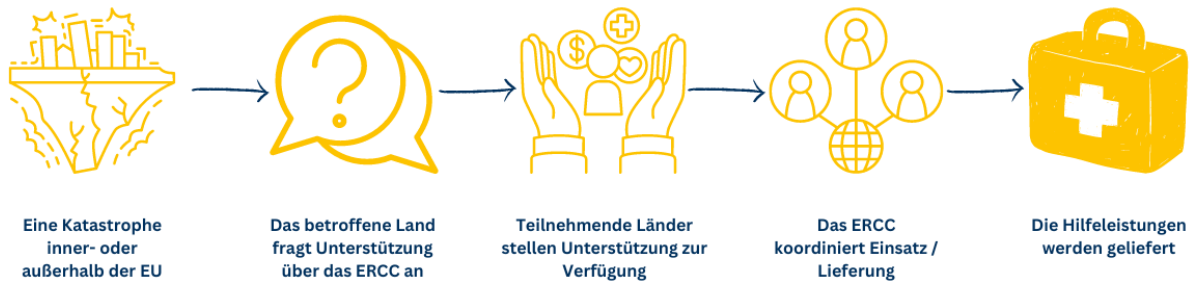 Eine Katastrophe
inner- oder
außerhalb der EU
Das betroffene Land
fragt Unterstützung
über das ERCC an
Teilnehmende Länder
stellen Unterstützung zur
Verfügung
Das ERCC
koordiniert Einsatz /
Lieferung
Die Hilfeleistungen
werden geliefert